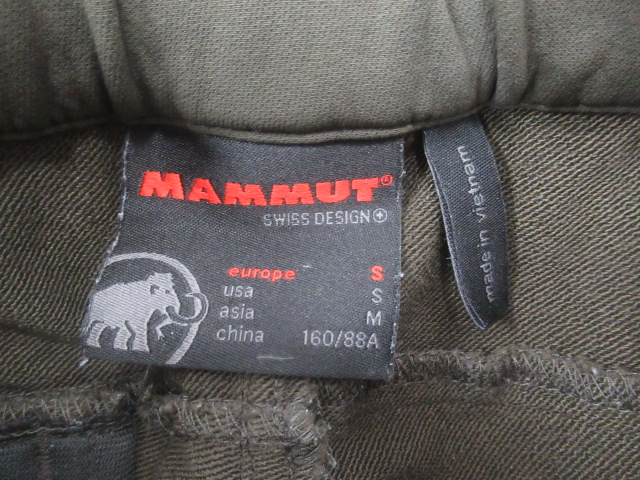 MAMMUT®
SWISS DESIGN
europe S
usa S
asia M
china 160/88A
made in vietnam